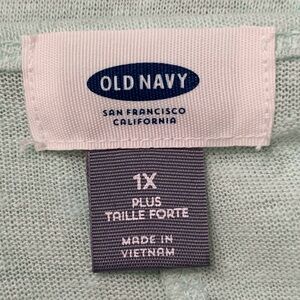 OLD NAVY
SAN FRANCISCO
CALIFORNIA
1X
PLUS
TAILLE FORTE
MADE IN
VIETNAM